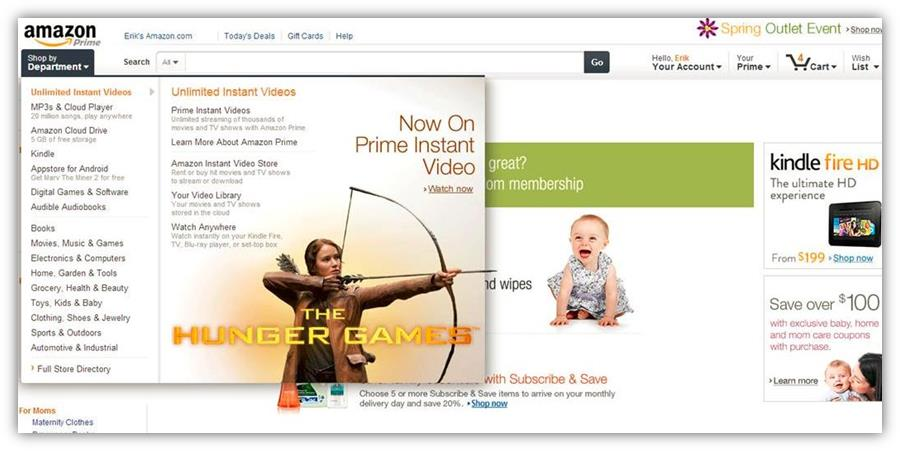 amazon
Prime
Erik's Amazon.com
Today's Deals
Gift Cards
Help
Spring Outlet Event
Shop now
Shop by
Department
Search
All
Go
Hello, Erik
Your Account
Your
Prime
4
Cart
Wish
List
Unlimited Instant Videos
MP3s & Cloud Player
20 million songs, play anywhere
Amazon Cloud Drive
5 GB of free storage
Kindle
Appstore for Android
Get Marv The Miner 2 for free
Digital Games & Software
Audible Audiobooks
Books
Movies, Music & Games
Electronics & Computers
Home, Garden & Tools
Grocery, Health & Beauty
Toys, Kids & Baby
Clothing, Shoes & Jewelry
Sports & Outdoors
Automotive & Industrial
Full Store Directory
Unlimited Instant Videos
Prime Instant Videos
Unlimited streaming of thousands of
movies and TV shows with Amazon Prime
Learn More About Amazon Prime
Amazon Instant Video Store
Rent or buy hit movies and TV shows
to stream or download
Your Video Library
Your movies and TV shows
stored in the cloud
Watch Anywhere
Watch instantly on your Kindle Fire,
TV, Blu-ray player, or set-top box
Now On
Prime Instant
Video
Watch now
THE
HUNGER GAMES
great?
om membership
nd wipes
with Subscribe & Save
Choose 5 or more Subscribe & Save items to arrive on your monthly
delivery day and save 20%. Shop now
kindle fire HD
The ultimate HD
experience
From $199 Shop now
Save over $100
with exclusive baby, home
and mom care coupons
with purchase.
Learn more
For Moms
Maternity Clothes